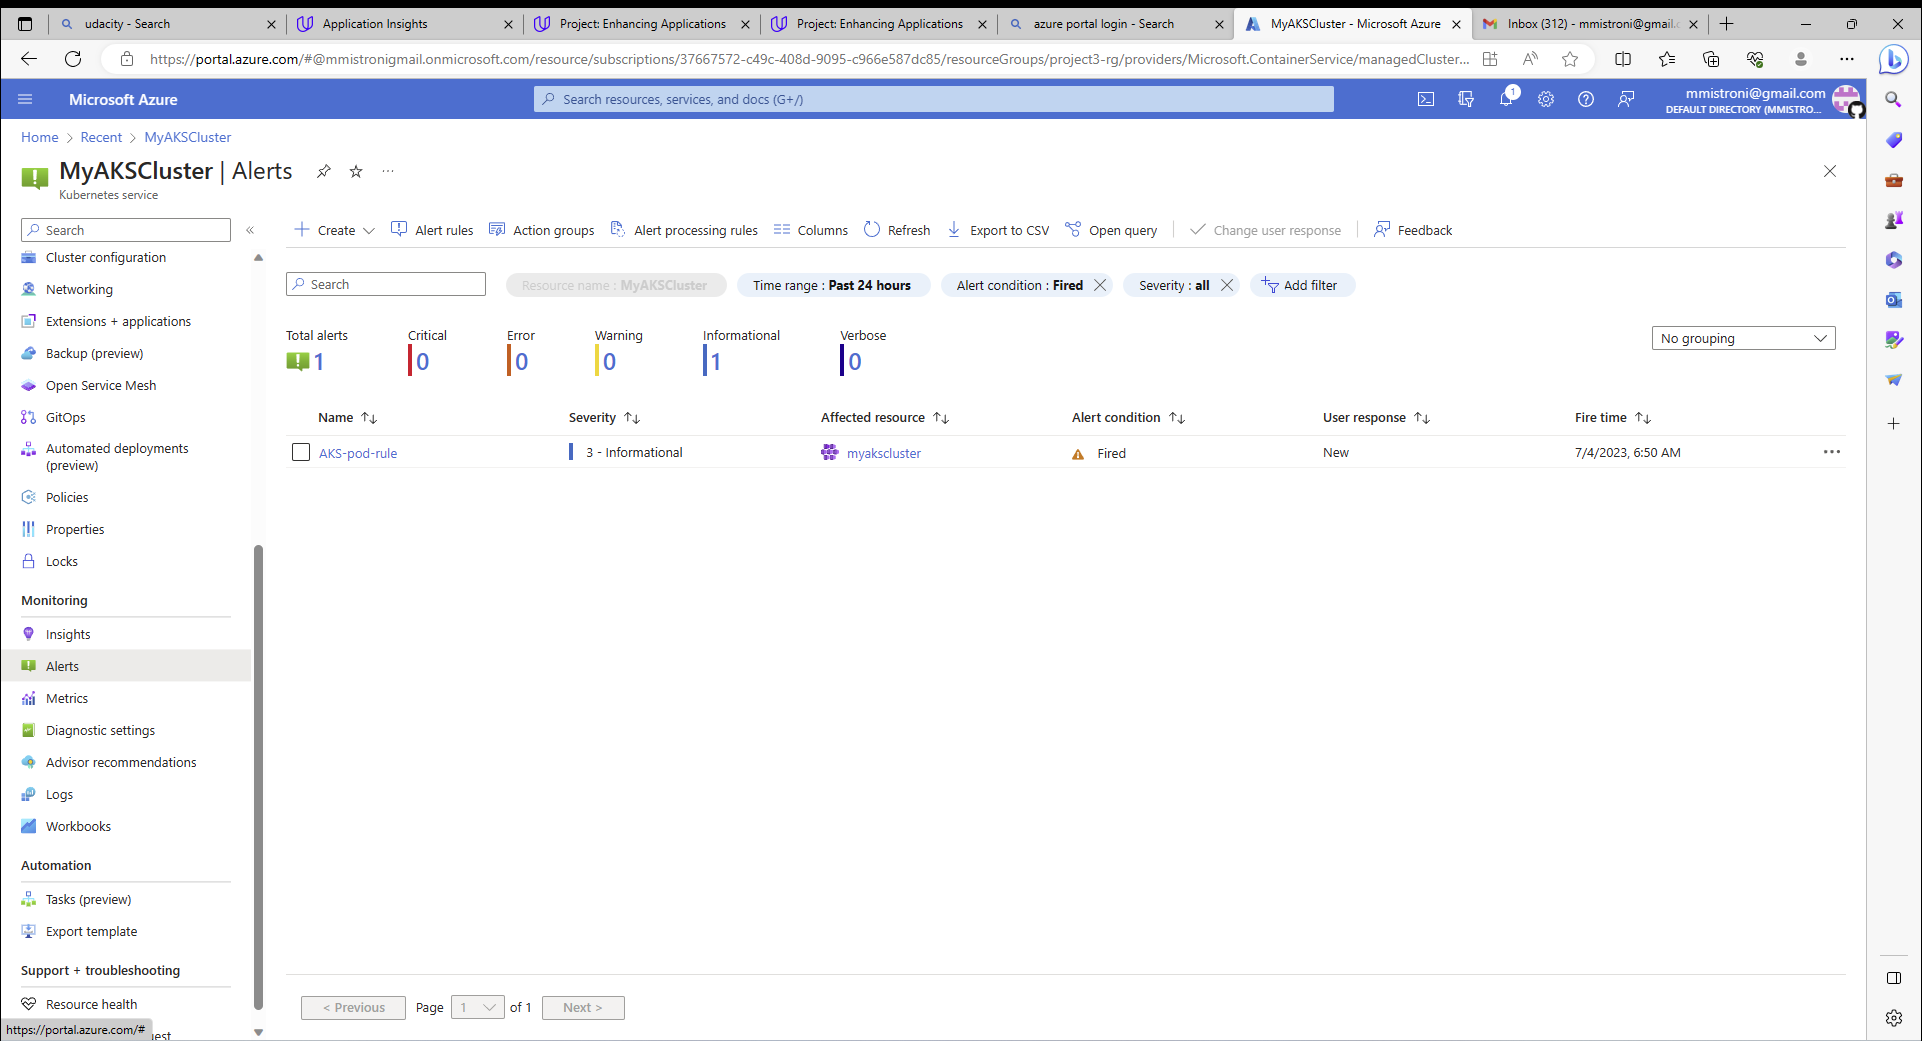 udacity - Search
Application Insights
Project: Enhancing Applications
Project: Enhancing Applications
azure portal login - Search
MyAKSCluster - Microsoft Azure
Inbox (312) - mmistroni@gmail.c
https://portal.azure.com/#@mmistronigmail.onmicrosoft.com/resource/subscriptions/37667572-c49c-408d-9095-c966e587dc85/resourceGroups/project3-rg/providers/Microsoft.ContainerService/managedCluster...
Microsoft Azure
Search resources, services, and docs (G+/)
1
mmistroni@gmail.com
DEFAULT DIRECTORY (MMISTRO...
Home > Recent > MyAKSCluster
MyAKSCluster | Alerts
Kubernetes service
Search
Cluster configuration
Networking
Extensions + applications
Backup (preview)
Open Service Mesh
GitOps
Automated deployments
(preview)
Policies
Properties
Locks
Monitoring
Insights
Alerts
Metrics
Diagnostic settings
Advisor recommendations
Logs
Workbooks
Automation
Tasks (preview)
Export template
Support + troubleshooting
Resource health
https://portal.azure.com/#
est
Create
Alert rules
Action groups
Alert processing rules
Columns
Refresh
Export to CSV
Open query
Change user response
Feedback
Search
Resource name : MyAKSCluster
Time range : Past 24 hours
Alert condition : Fired
Severity : all
Add filter
Total alerts
1
Critical
0
Error
0
Warning
0
Informational
1
Verbose
0
No grouping
Name
Severity
Affected resource
Alert condition
User response
Fire time
AKS-pod-rule
3 - Informational
myakscluster
Fired
New
7/4/2023, 6:50 AM
< Previous
Page
1
of 1
Next >